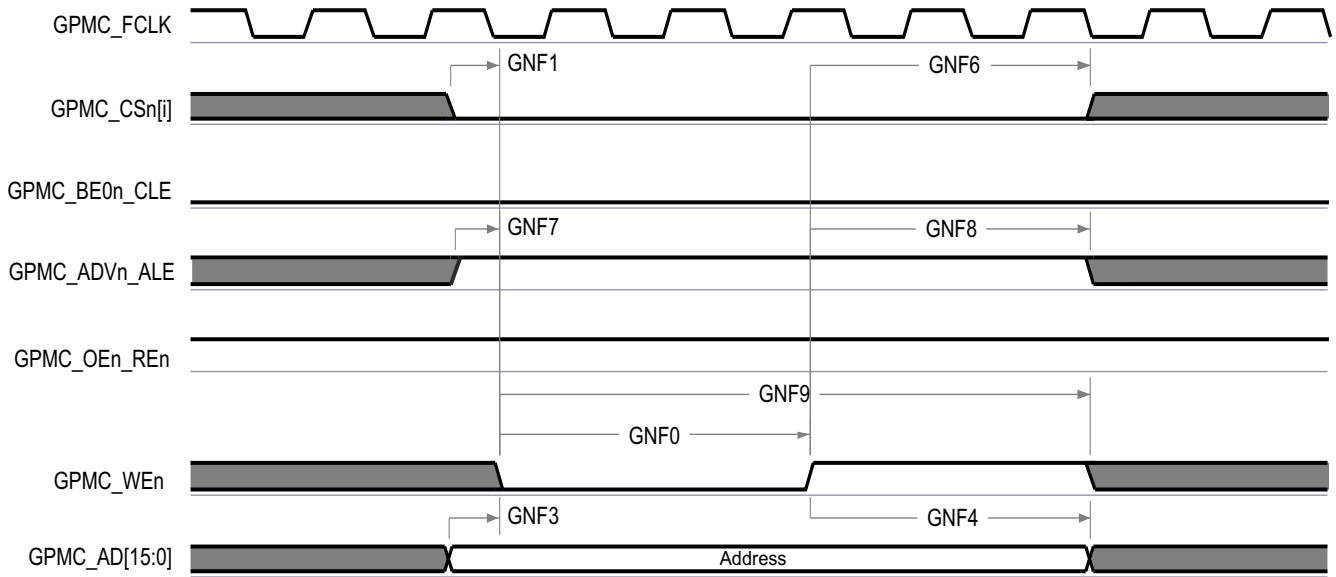 GPMC_FCLK
GNF1
GNF6
GPMC_CSn[i]
GPMC_BE0n_CLE
GNF7
GNF8
GPMC_ADVn_ALE
GPMC_OEn_REn
GNF9
GNF0
GPMC_WEn
GNF3
GNF4
GPMC_AD[15:0]
Address